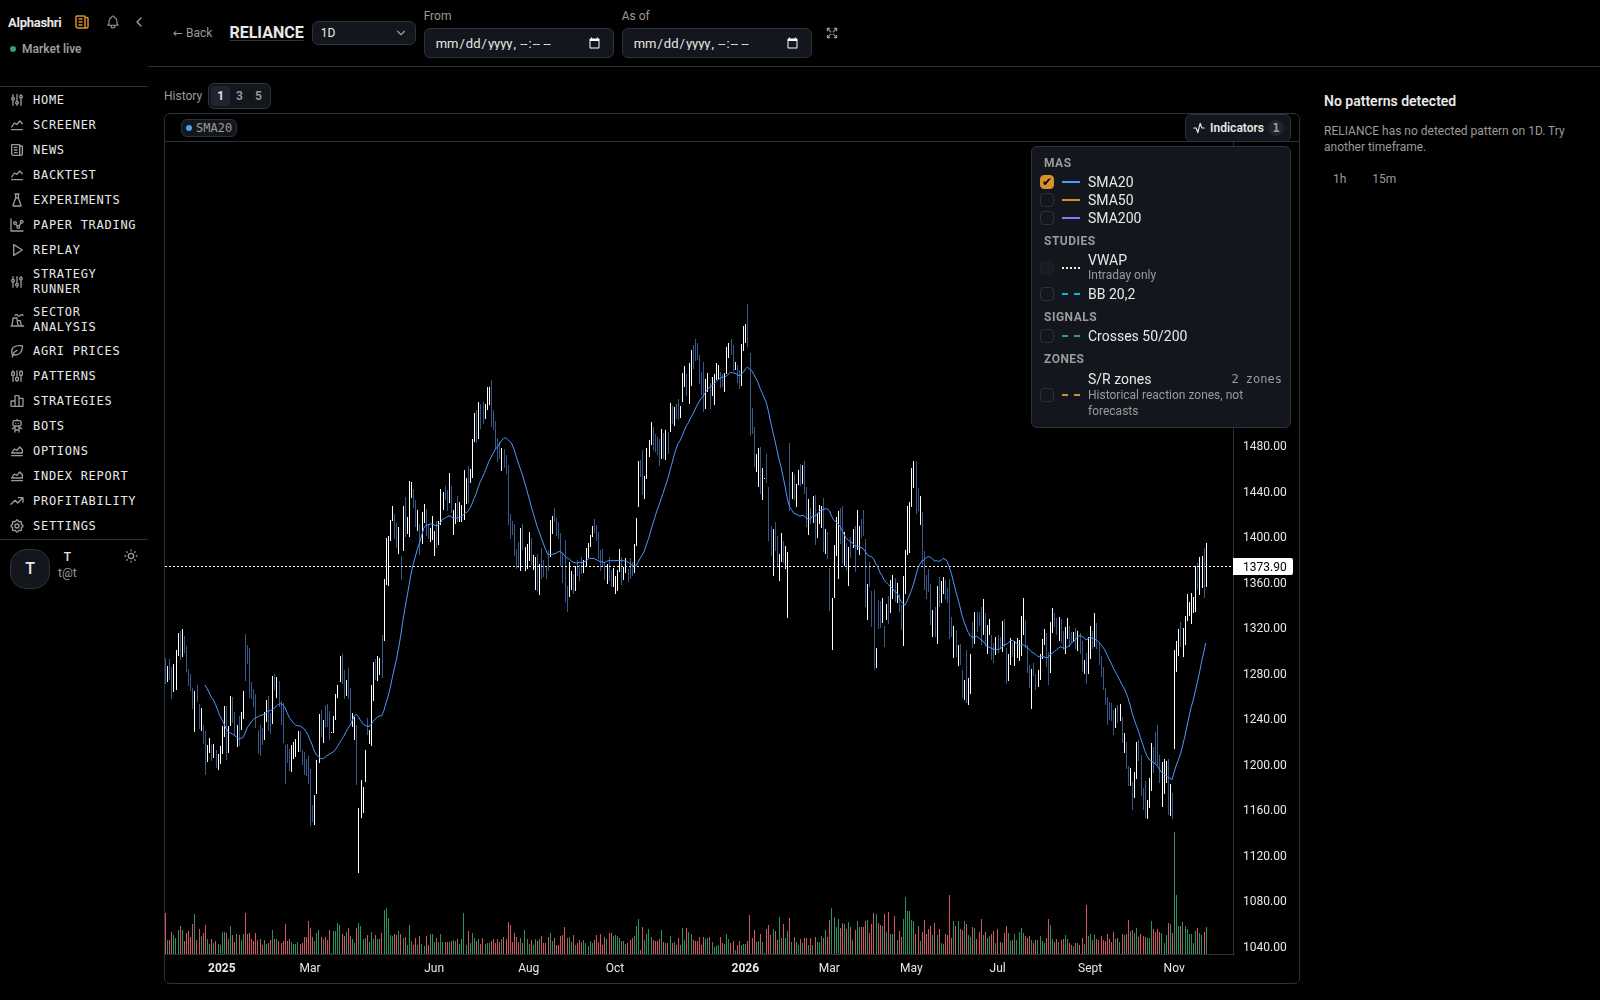 Alphashri
Market live
HOME
SCREENER
NEWS
BACKTEST
EXPERIMENTS
PAPER TRADING
REPLAY
STRATEGY
RUNNER
SECTOR
ANALYSIS
AGRI PRICES
PATTERNS
STRATEGIES
BOTS
OPTIONS
INDEX REPORT
PROFITABILITY
SETTINGS
T
T
t@t
← Back
RELIANCE
1D
From
mm/dd/yyyy, --:-- --
As of
mm/dd/yyyy, --:-- --
History 1 3 5
SMA20
Indicators 1
MAS
SMA20
SMA50
SMA200
STUDIES
VWAP
Intraday only
BB 20,2
SIGNALS
Crosses 50/200
ZONES
S/R zones 2 zones
Historical reaction zones, not
forecasts
1480.00
1440.00
1400.00
1373.90
1360.00
1320.00
1280.00
1240.00
1200.00
1160.00
1120.00
1080.00
1040.00
2025 Mar Jun Aug Oct 2026 Mar May Jul Sept Nov
No patterns detected
RELIANCE has no detected pattern on 1D. Try
another timeframe.
1h 15m